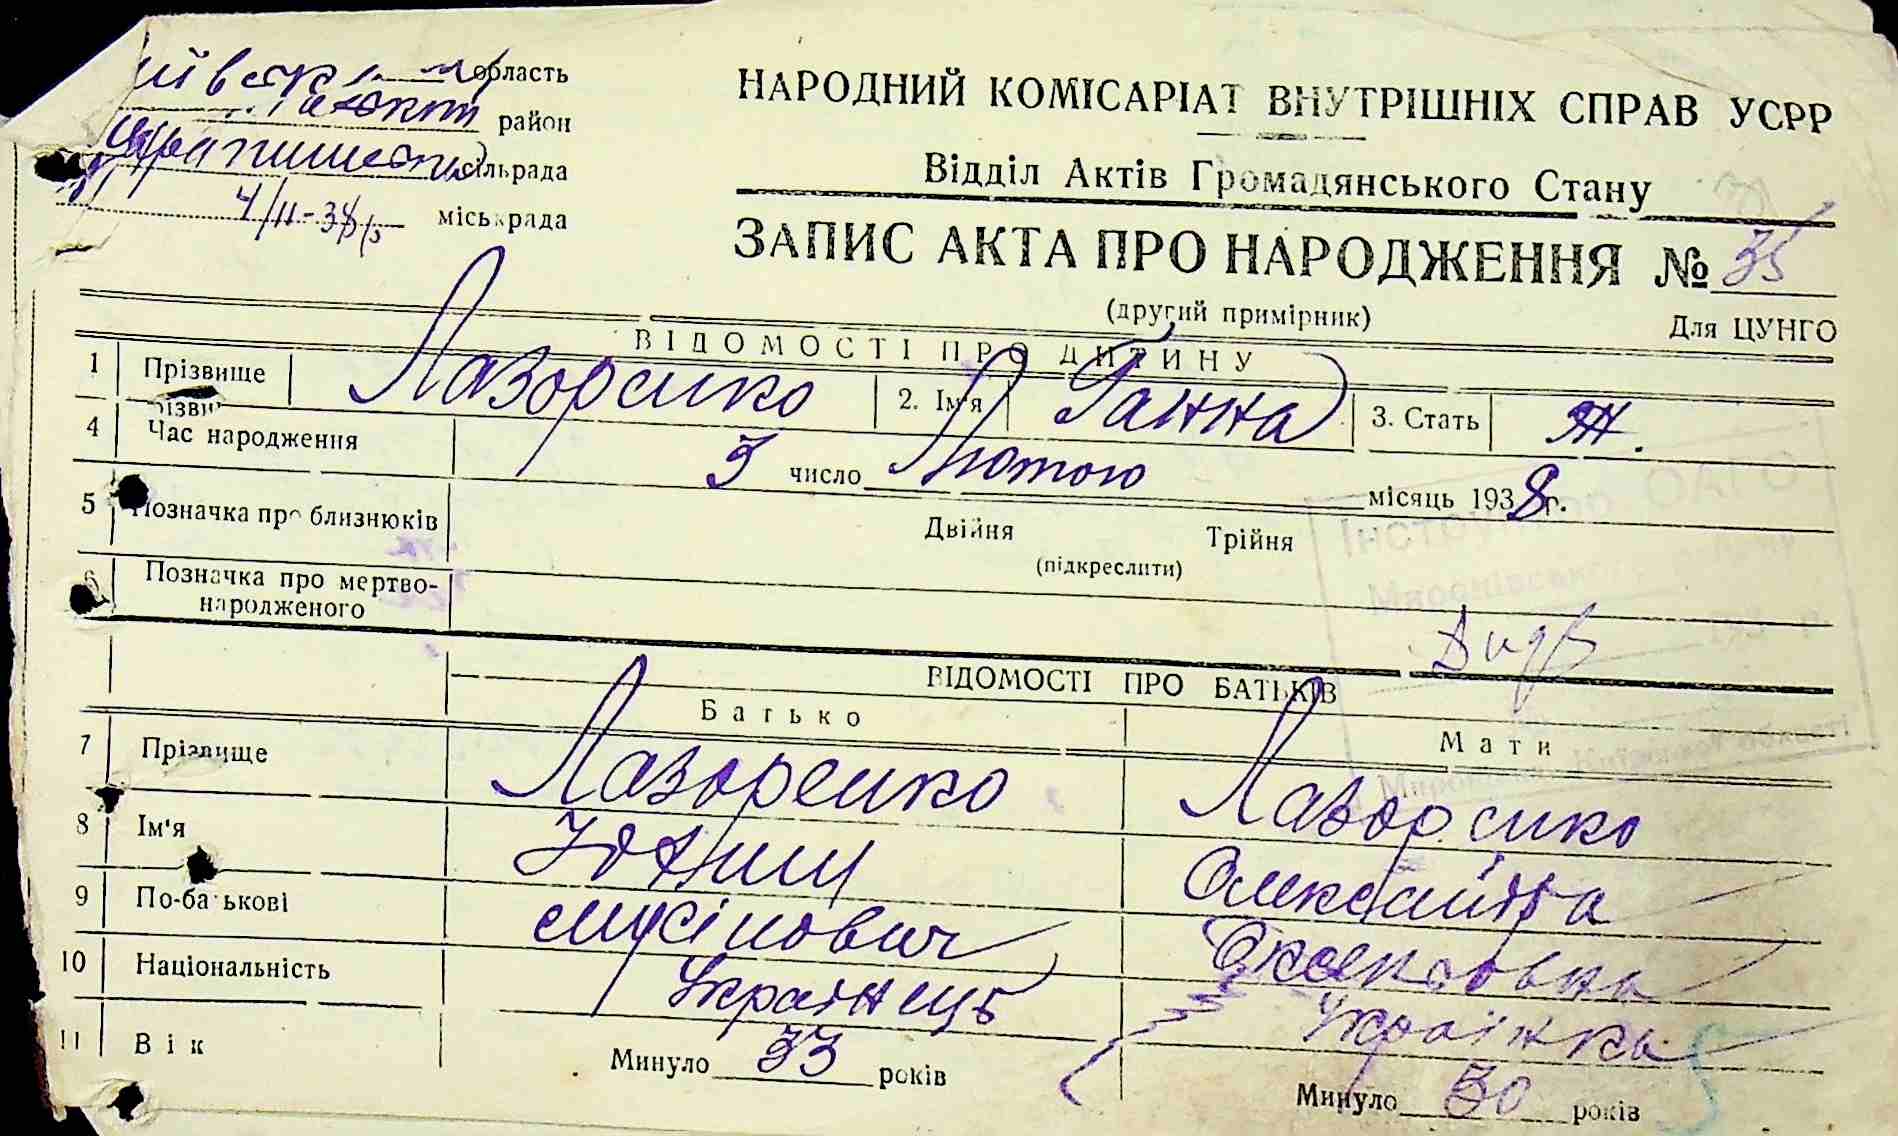 область
район
сільрада
4/II-38 р міськрада
НАРОДНИЙ КОМІСАРІАТ ВНУТРІШНІХ СПРАВ УСРР
Відділ Актів Громадянського Стану
ЗАПИС АКТА ПРО НАРОДЖЕННЯ № 35
(другий примірник) Для ЦУНГО
ВІДОМОСТІ ПРО ДИТИНУ
1 Прізвище Лазоренко 2. Ім'я Ганна 3. Стать Ж.
4 Час народження 3 число Лютого місяць 1938 р.
5 Позначка про близнюків Двійня Трійня
(підкреслити)
6 Позначка про мертво-
народженого
ВІДОМОСТІ ПРО БАТЬКІВ
Батько Мати
7 Прізвище Лазоренко Лазоренко
8 Ім'я Олександра
9 По-батькові
10 Національність Українець Українка
11 Вік Минуло 33 років Минуло 30 років